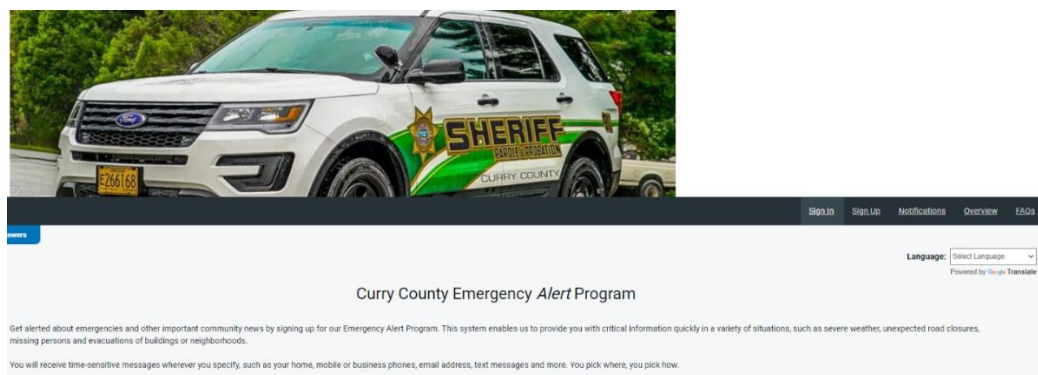 Ford
SHERIFF
PAROLE & PROBATION
CURRY COUNTY
E266168
Sign In Sign Up Notifications Overview FAQs
swers
Language: Select Language
Powered by Google Translate
Curry County Emergency Alert Program
Get alerted about emergencies and other important community news by signing up for our Emergency Alert Program. This system enables us to provide you with critical information quickly in a variety of situations, such as severe weather, unexpected road closures,
missing persons and evacuations of buildings or neighborhoods.
You will receive time-sensitive messages wherever you specify, such as your home, mobile or business phones, email address, text messages and more. You pick where, you pick how.